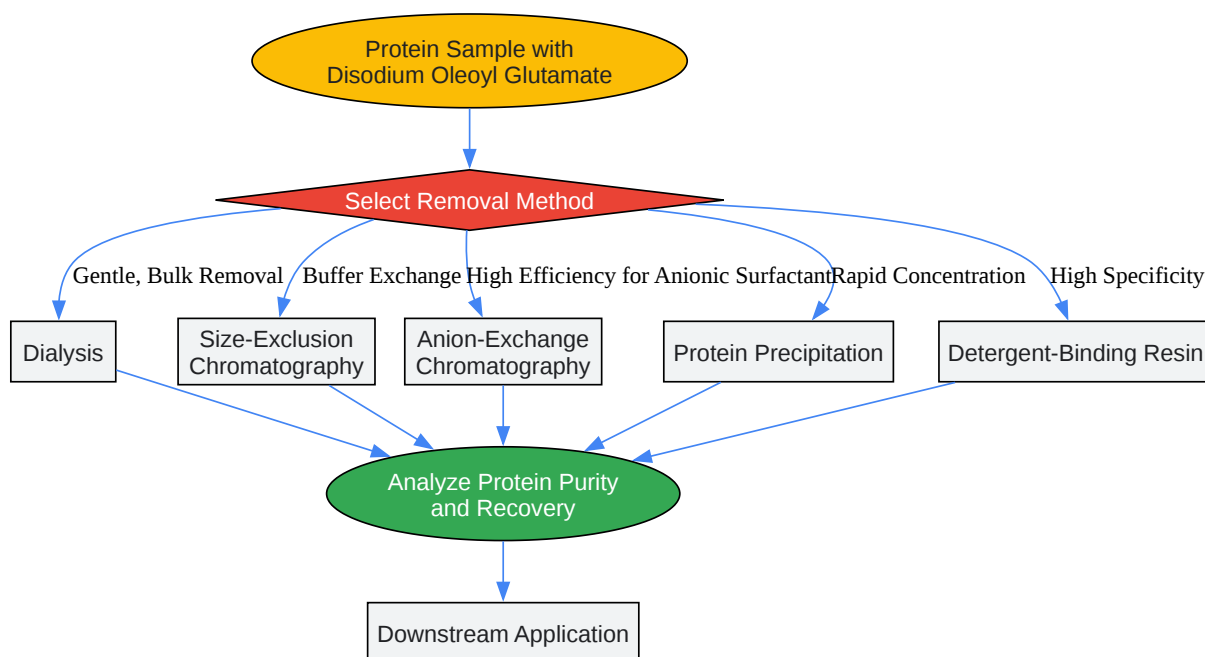 Protein Sample with
Disodium Oleoyl Glutamate
Select Removal Method
Gentle, Bulk Removal
Buffer Exchange
High Efficiency for Anionic Surfactant
Rapid Concentration
High Specificity
Dialysis
Size-Exclusion
Chromatography
Anion-Exchange
Chromatography
Protein Precipitation
Detergent-Binding Resin
Analyze Protein Purity
and Recovery
Downstream Application